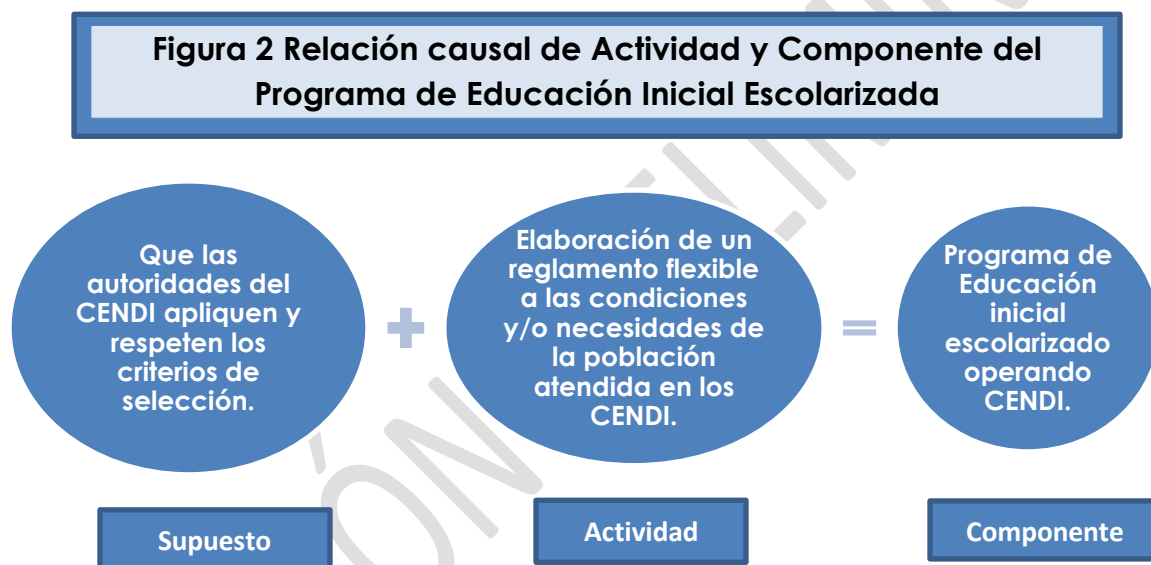 Figura 2 Relación causal de Actividad y Componente del
Programa de Educación Inicial Escolarizada
Que las
autoridades del
CENDI apliquen y
respeten los
criterios de
selección.
+
Elaboración de un
reglamento flexible
a las condiciones
y/o necesidades de
la población
atendida en los
CENDI.
=
Programa de
Educación
inicial
escolarizado
operando
CENDI.
Supuesto
Actividad
Componente